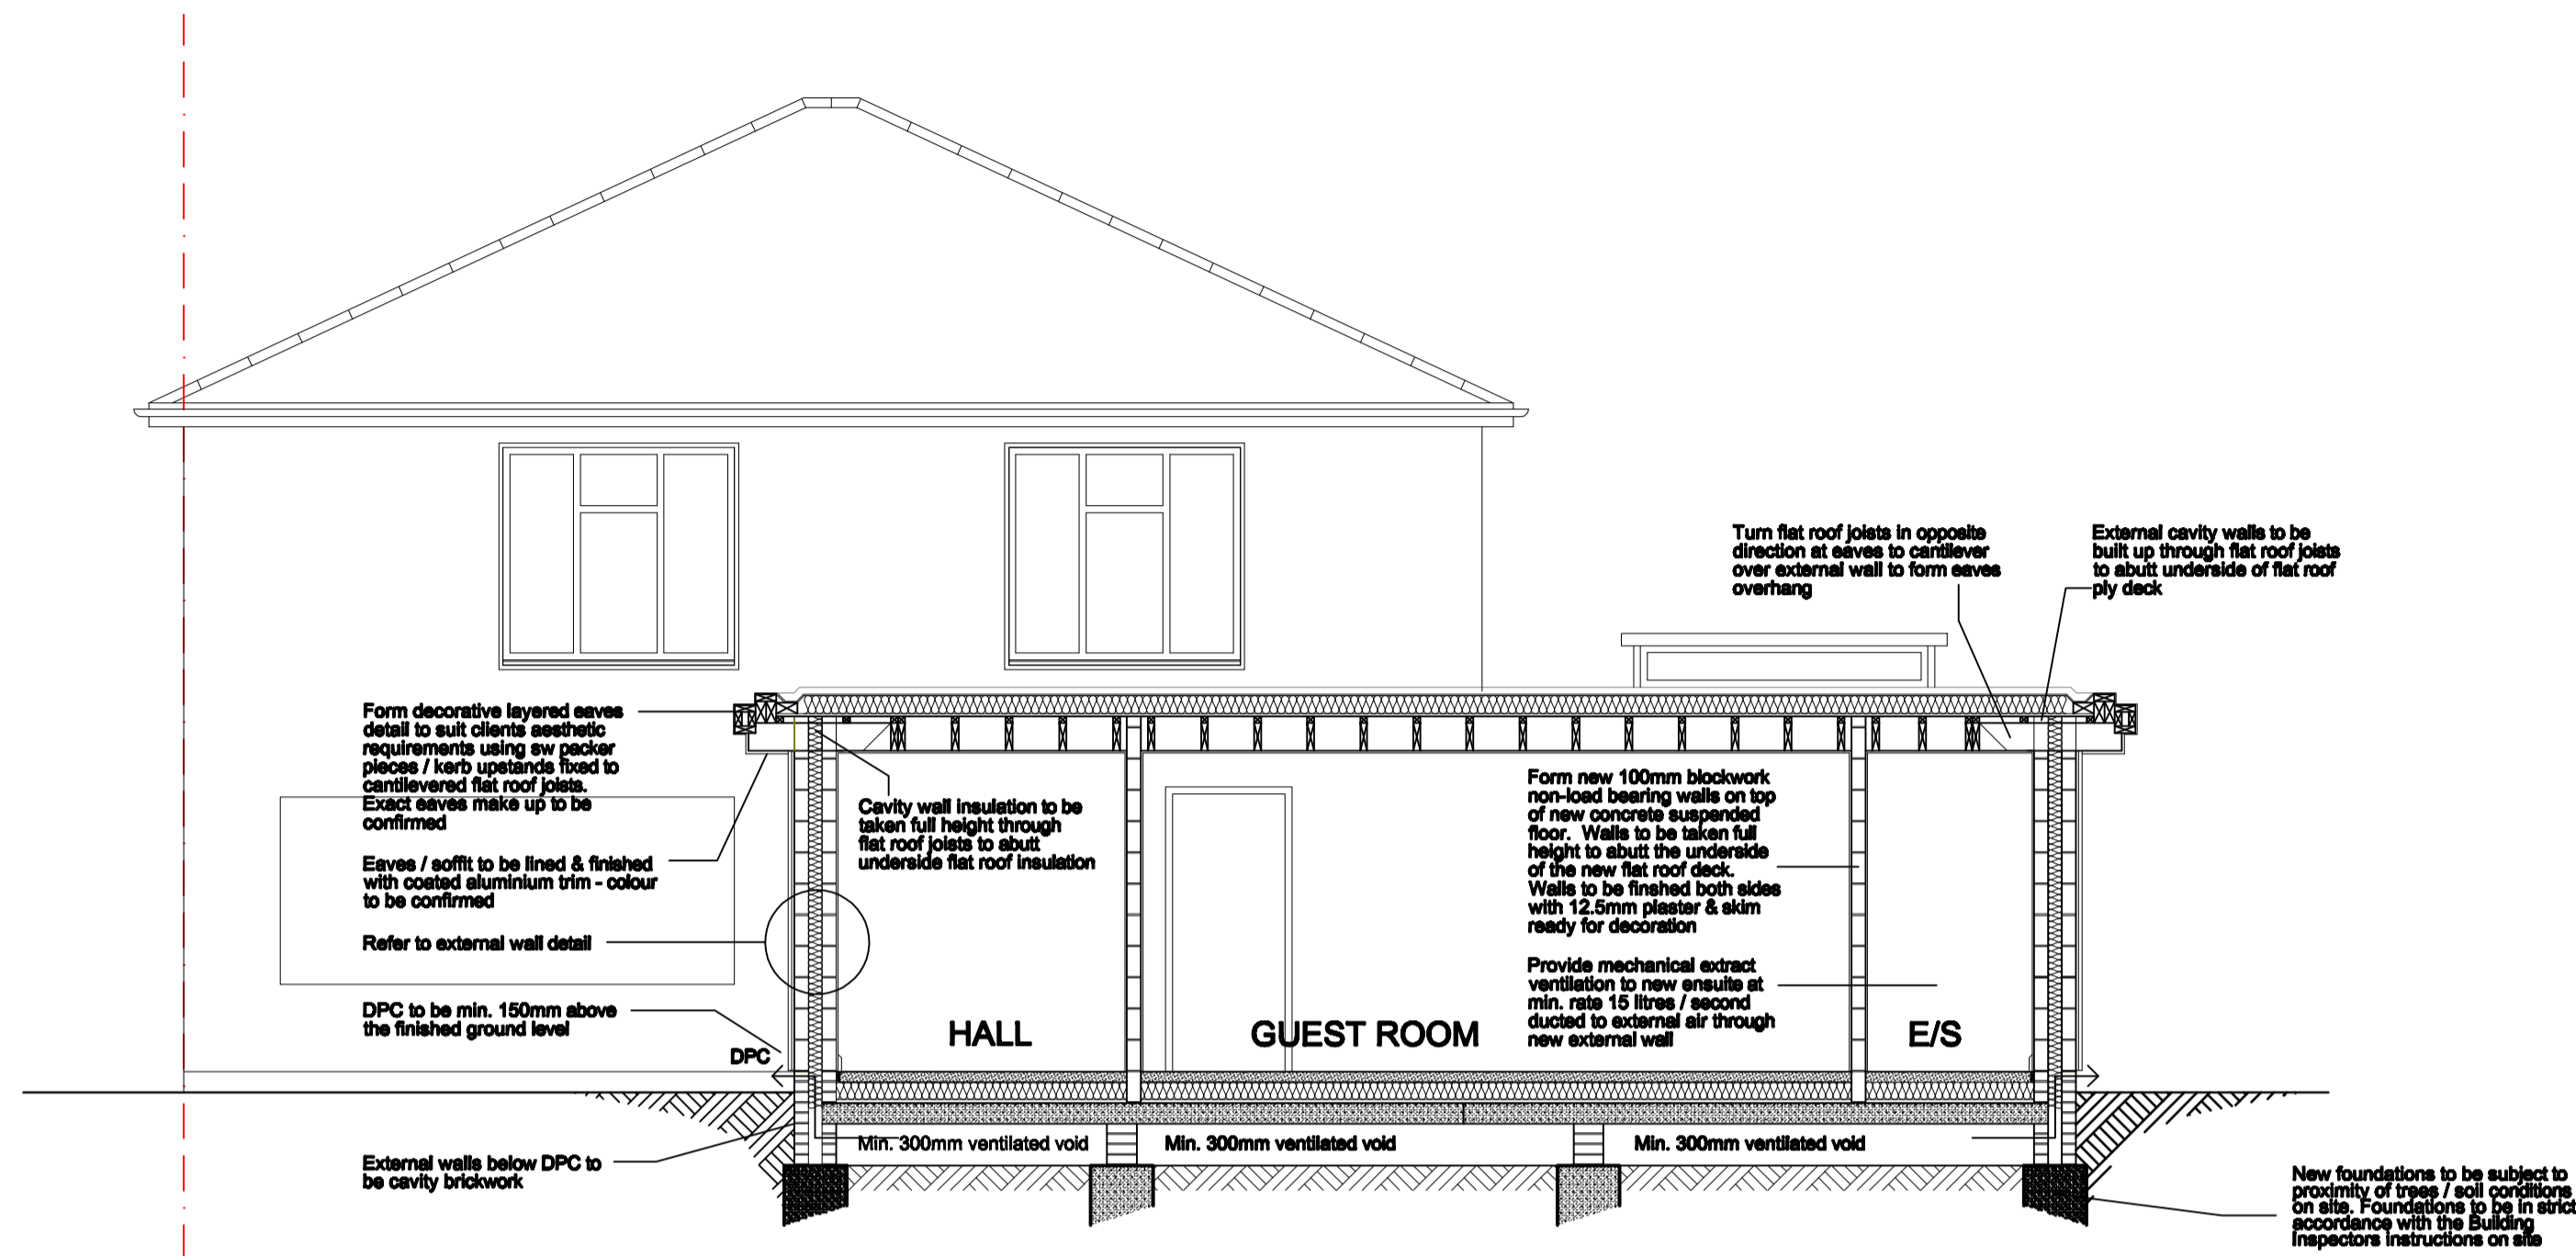 Turn flat roof joists in opposite
direction at eaves to cantilever
over external wall to form eaves
overhang
External cavity walls to be
built up through flat roof joists
to abutt underside of flat roof
ply deck
Form decorative layered eaves
detail to suit clients aesthetic
requirements using sw packer
pieces / kerb upstands fixed to
cantilevered flat roof joists.
Exact eaves make up to be
confirmed
Eaves / soffit to be lined & finished
with coated aluminium trim - colour
to be confirmed
Refer to external wall detail
DPC to be min. 150mm above
the finished ground level
DPC
Cavity wall insulation to be
taken full height through
flat roof joists to abutt
underside flat roof insulation
Form new 100mm blockwork
non-load bearing walls on top
of new concrete suspended
floor. Walls to be taken full
height to abutt the underside
of the new flat roof deck.
Walls to be finshed both sides
with 12.5mm plaster & skim
ready for decoration
Provide mechanical extract
ventilation to new ensuite at
min. rate 15 litres / second
ducted to external air through
new external wall
HALL
GUEST ROOM
E/S
Min. 300mm ventilated void
Min. 300mm ventilated void
Min. 300mm ventilated void
External walls below DPC to
be cavity brickwork
New foundations to be subject to
proximity of trees / soil conditions
on site. Foundations to be in strict
accordance with the Building
Inspectors instructions on site